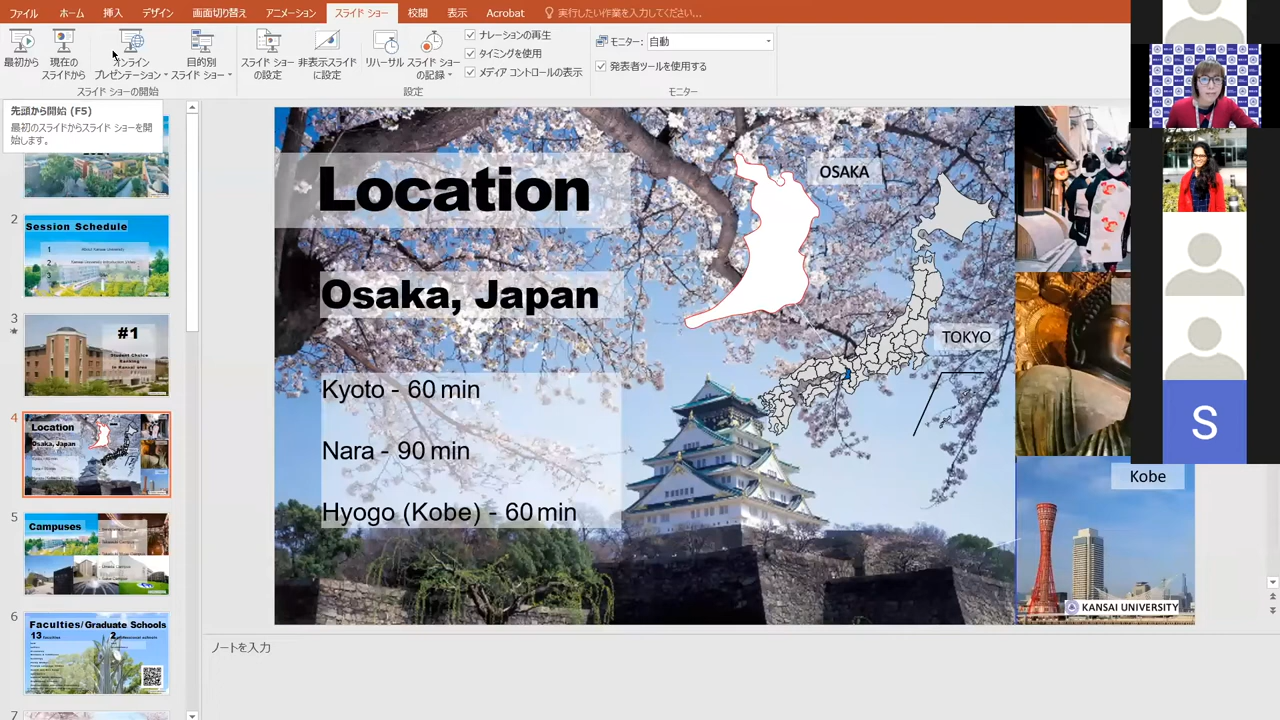 ファイル ホーム 挿入 デザイン 画面切り替え アニメーション スライド ショー 校閲 表示 Acrobat 実行したい作業を入力してください...
最初から
現在の
スライドから
オンライン
プレゼンテーション
目的別
スライド ショー
スライド ショーの開始
スライド ショー
の設定
非表示スライド
に設定
リハーサル
スライド ショー
の記録
ナレーションの再生
タイミングを使用
メディア コントロールの表示
設定
モニター: 自動
発表者ツールを使用する
モニター
先頭から開始 (F5)
最初のスライドからスライド ショーを開
始します。
2
Session Schedule
1
2
3
3
#1
Student Choice
Ranking
in Kansai area
4
Location
Osaka, Japan
5
Campuses
6
Faculties/Graduate Schools
13 faculties
2
7
Location
Osaka, Japan
Kyoto - 60 min
Nara - 90 min
Hyogo (Kobe) - 60 min
OSAKA
TOKYO
Kobe
KANSAI UNIVERSITY
S
ノートを入力